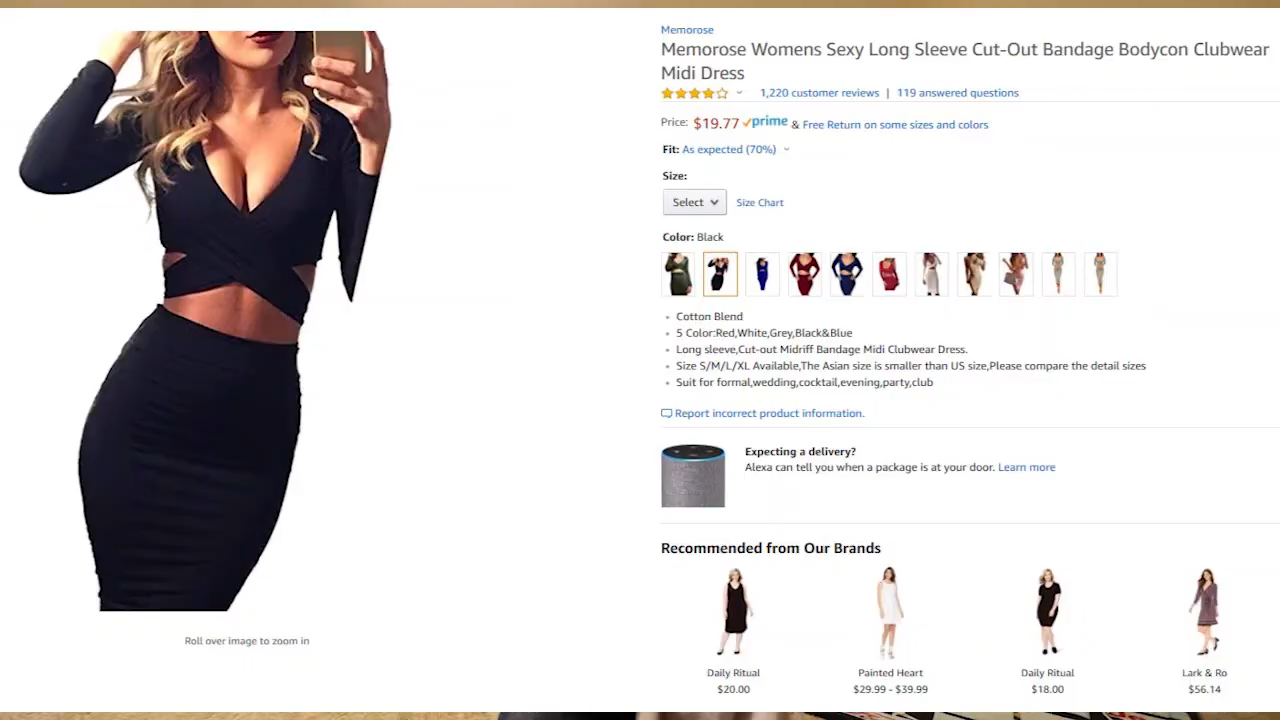 Memorose
Memorose Womens Sexy Long Sleeve Cut-Out Bandage Bodycon Clubwear
Midi Dress
1,220 customer reviews | 119 answered questions
Price: $19.77 prime & Free Return on some sizes and colors
Fit: As expected (70%)
Size:
Select Size Chart
Color: Black
Cotton Blend
5 Color:Red,White,Grey,Black&Blue
Long sleeve,Cut-out Midriff Bandage Midi Clubwear Dress.
Size S/M/L/XL Available,The Asian size is smaller than US size,Please compare the detail sizes
Suit for formal,wedding,cocktail,evening,party,club
Report incorrect product information.
Expecting a delivery?
Alexa can tell you when a package is at your door. Learn more
Recommended from Our Brands
Daily Ritual Painted Heart Daily Ritual Lark & Ro
$20.00 $29.99 - $39.99 $18.00 $56.14
Roll over image to zoom in